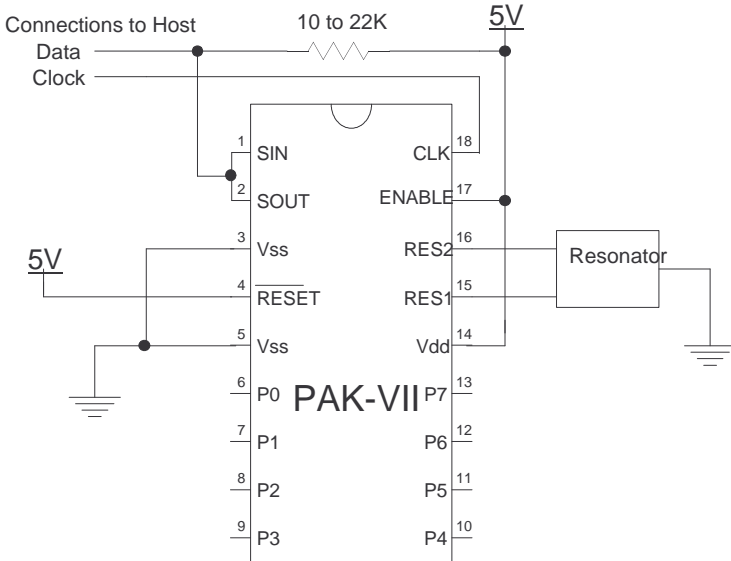 Connections to Host
10 to 22K
5V
Data
Clock
1
SIN
CLK
18
2
SOUT
ENABLE
17
3
Vss
RES2
16
Resonator
5V
4
RESET
RES1
15
5
Vss
Vdd
14
6
P0
PAK-VII
P7
13
7
P1
P6
12
8
P2
P5
11
9
P3
P4
10